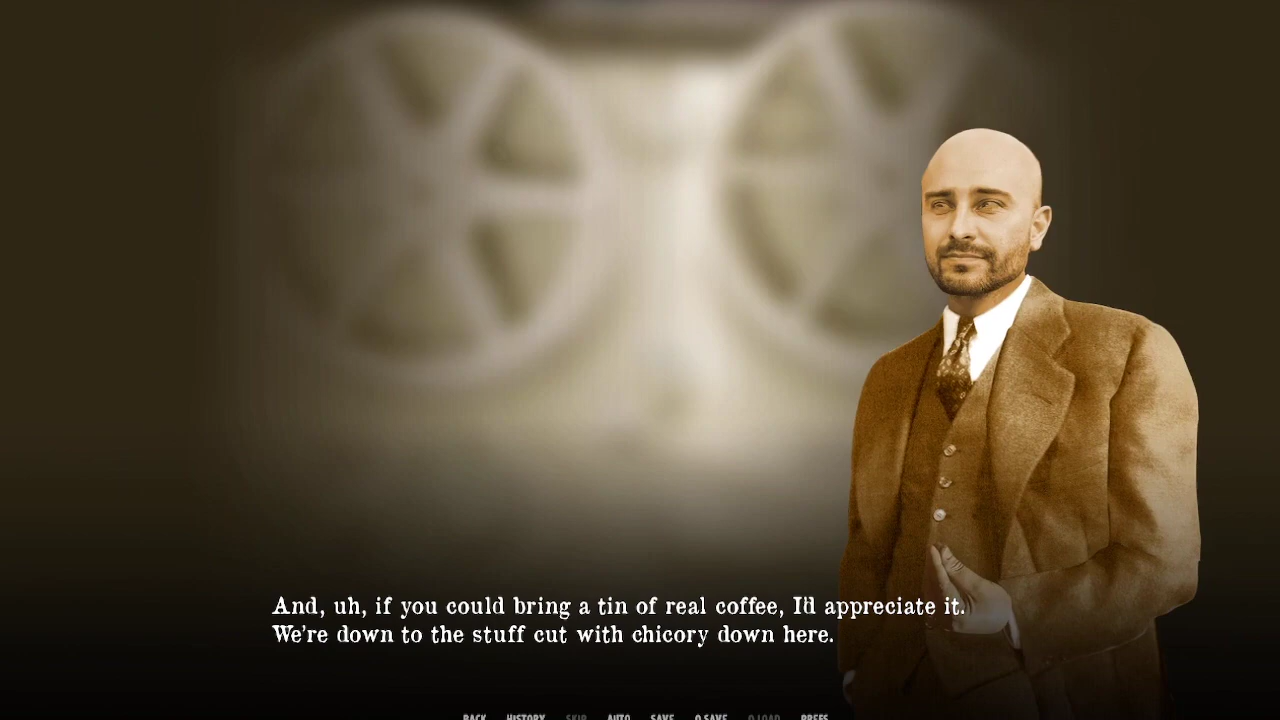 And, uh, if you could bring a tin of real coffee, I'd appreciate it.
We're down to the stuff cut with chicory down here.
BACK HISTORY SKIP AUTO SAVE Q.SAVE Q.LOAD PREFS